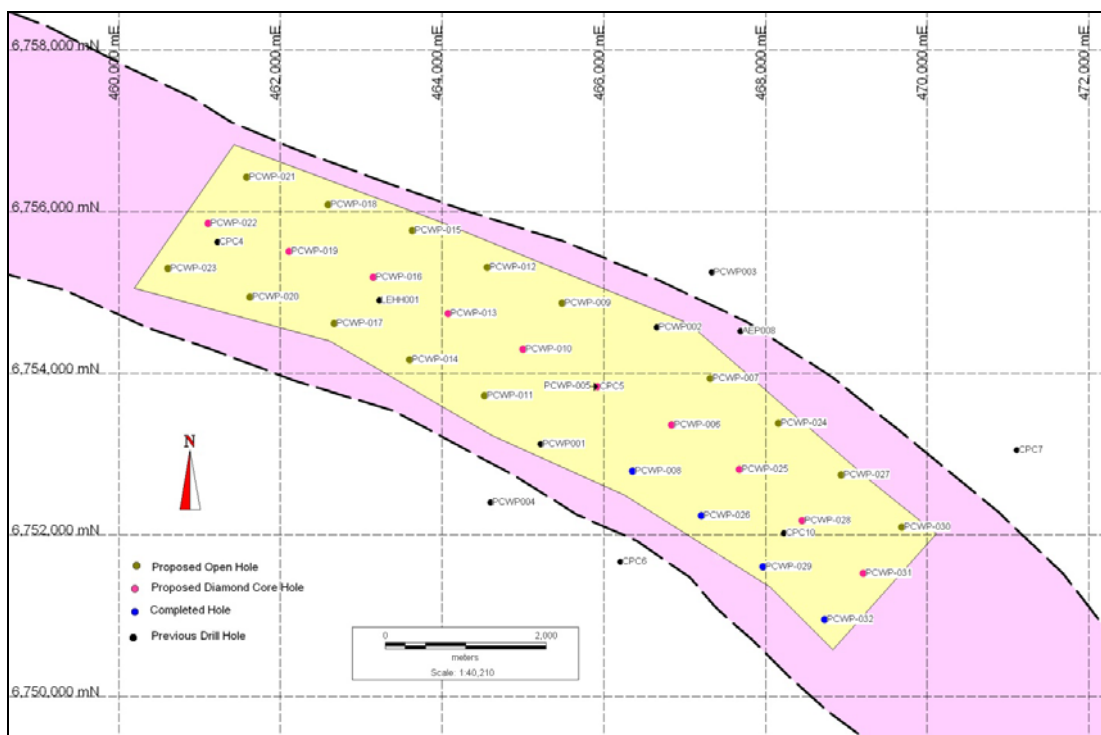 460,000 mE
462,000 mE
464,000 mE
466,000 mE
468,000 mE
470,000 mE
472,000 mE
6,758,000 mN
PCWP-021
PCWP-018
6,756,000 mN
PCWP-022
PCWP-015
CPC4
PCWP-019
PCWP-023
PCWP-012
PCWP003
PCWP-016
PCWP-020
LEHH001
PCWP-009
PCWP-013
PCWP-017
PCWP002
AEP008
PCWP-010
PCWP-014
6,754,000 mN
PCWP-007
PCWP-005
CPC5
PCWP-011
PCWP-006
PCWP-024
PCWP001
CPC7
PCWP-008
PCWP-025
PCWP-027
PCWP004
PCWP-026
PCWP-028
6,752,000 mN
CPC10
PCWP-030
CPC6
PCWP-029
PCWP-031
PCWP-032
N
Proposed Open Hole
Proposed Diamond Core Hole
Completed Hole
Previous Drill Hole
0
2,000
meters
Scale: 1:40,210
6,750,000 mN